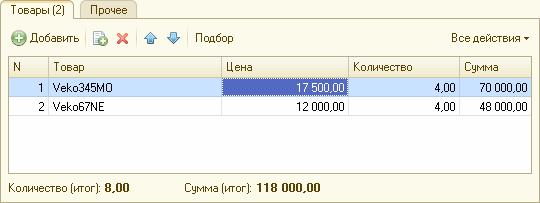 Товары (2) Прочее
Добавить Подбор Все действия
N Товар Цена Количество Сумма
1 Veko345MO 17 500,00 4,00 70 000,00
2 Veko67NE 12 000,00 4,00 48 000,00
Количество (итог): 8,00 Сумма (итог): 118 000,00